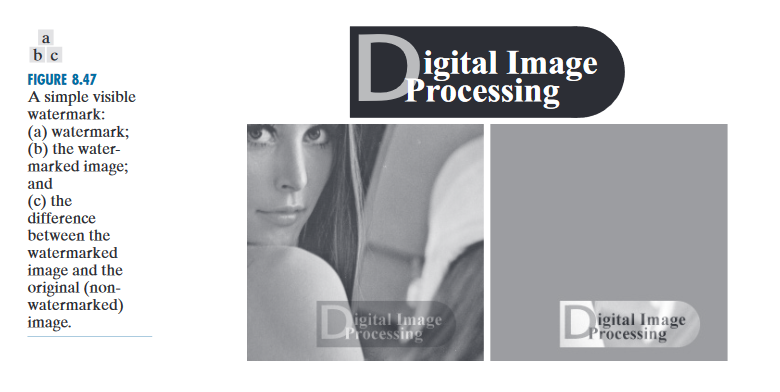 a
b c
FIGURE 8.47
A simple visible
watermark:
(a) watermark;
(b) the water-
marked image;
and
(c) the
difference
between the
watermarked
image and the
original (non-
watermarked)
image.
Digital Image
Processing
Digital Image
Processing
Digital Image
Processing